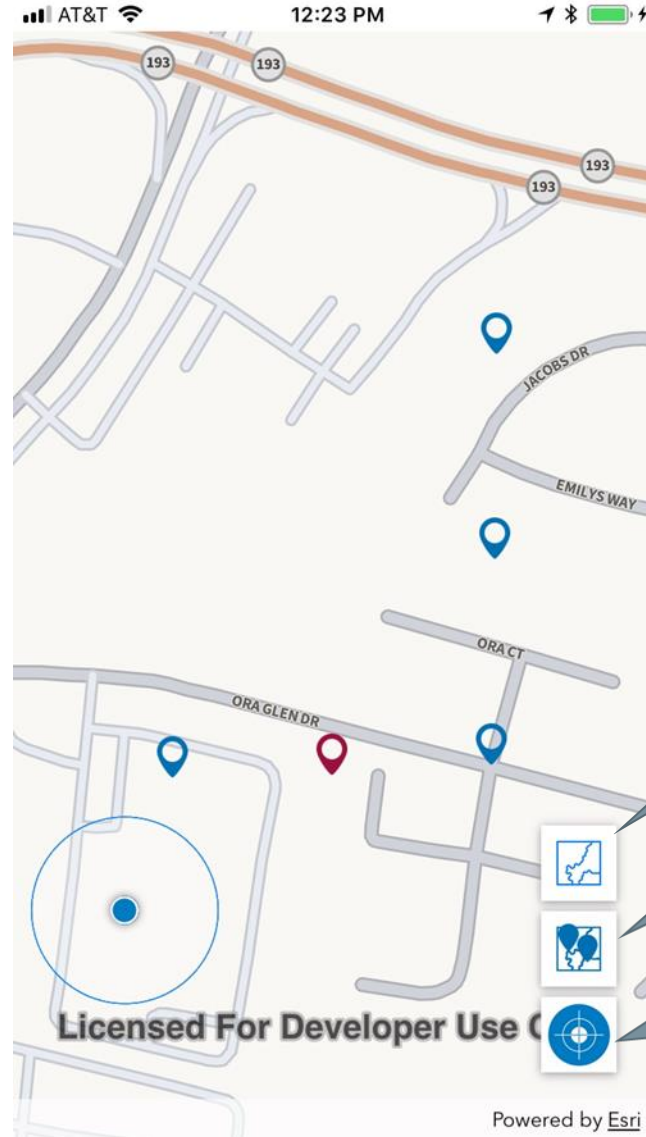 AT&T 12:23 PM
193
193
193
193
JACOBS DR
EMILYS WAY
ORA CT
ORA GLEN DR
Licensed For Developer Use
Powered by Esri